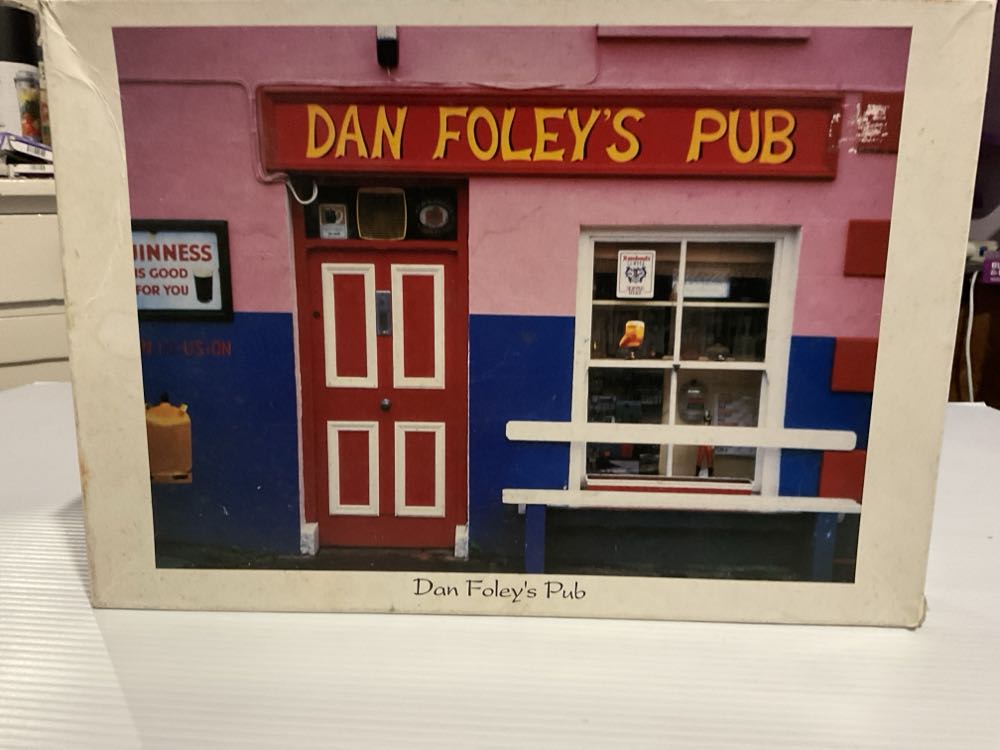 DAN FOLEY'S PUB
INNESS
IS GOOD
FOR YOU
Dan Foley's Pub